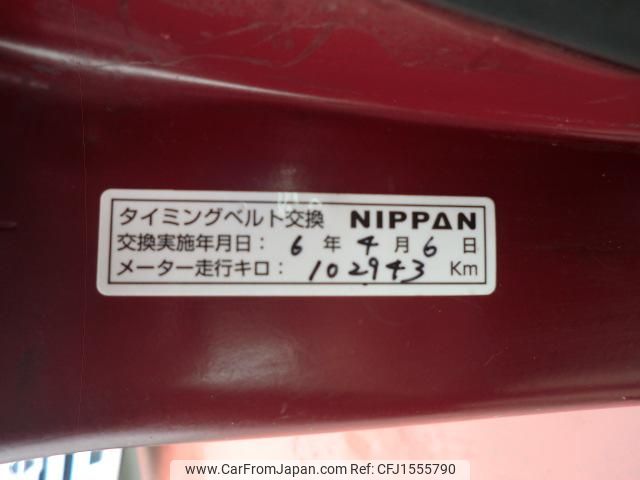 タイミングベルト交換 NIPPAN
交換実施年月日： 6 年 4 月 6 日
メーター走行キロ： 102943 Km
www.CarFromJapan.com | CFJ1555790